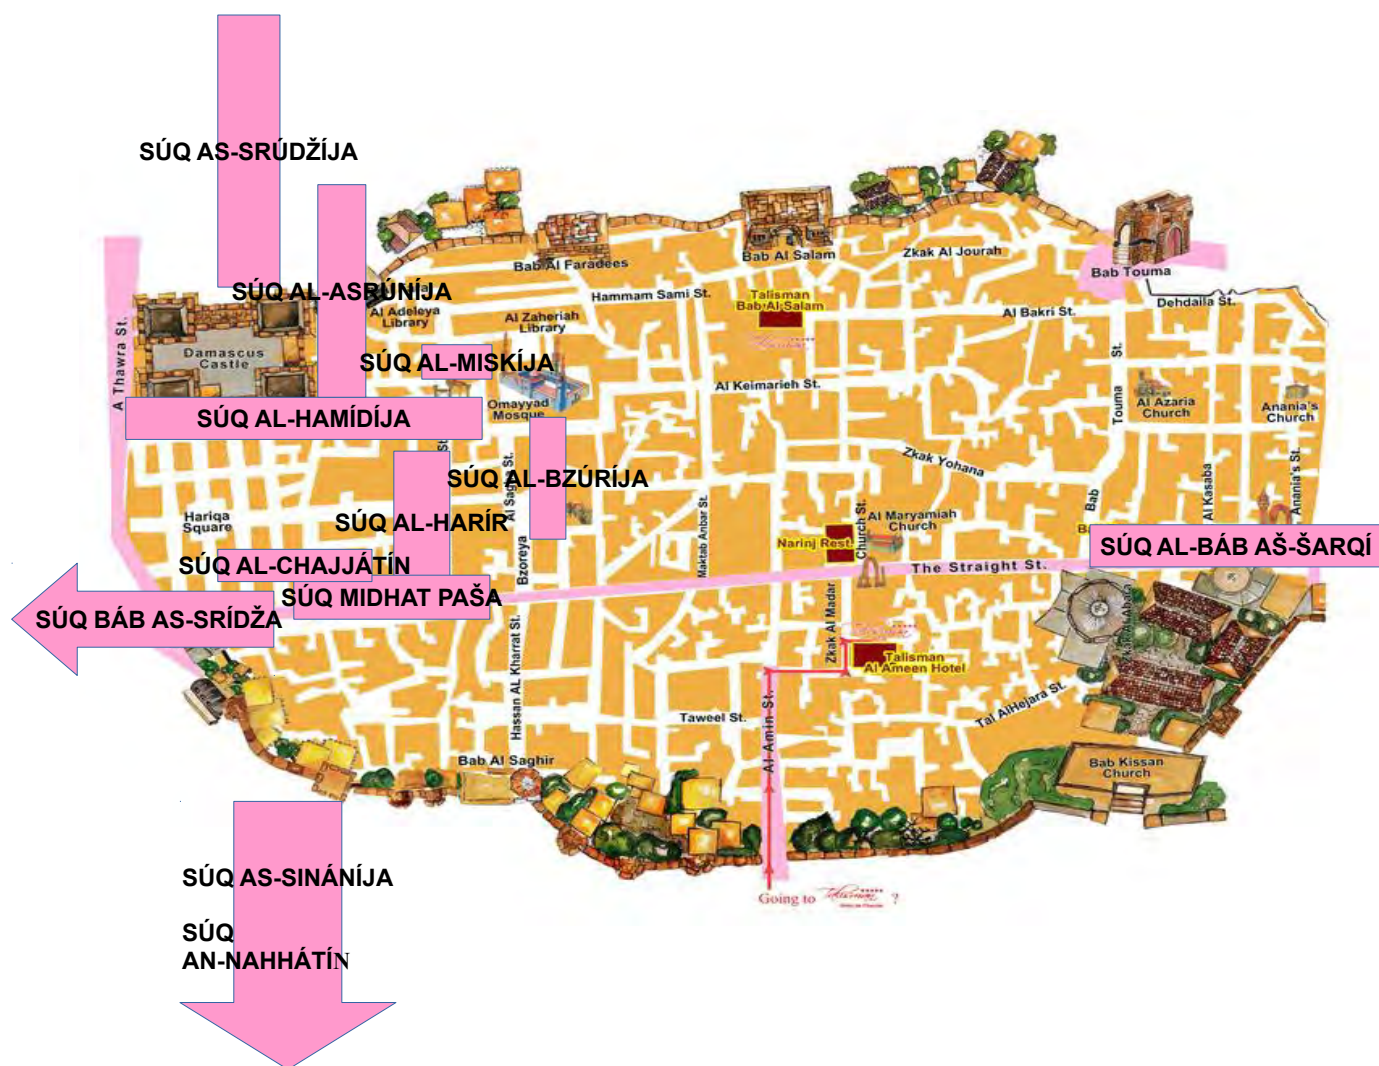 SÚQ AS-SRÚDŽÍJA
Bab Al Faradees
Bab Al Salam
Zkak Al Jourah
Bab Touma
A Thawra St.
SÚQ AL-ASRÚNÍJA
Al Adeleya
Library
Hammam Sami St.
Talisman
Bab Al Salam
Al Bakri St.
Dehdaila St.
Al Zaheriah
Library
Damascus
Castle
SÚQ AL-MISKÍJA
Al Keimarieh St.
Touma
St.
Al Azaria
Church
Anania's
Church
Omayyad
Mosque
SÚQ AL-HAMÍDÍJA
St
Al Sagha St.
SÚQ AL-BZÚRÍJA
Zkak Yohana
Bab
Al Kasaba
Anania's St.
Hariqa
Square
SÚQ AL-HARÍR
Maktab Anbar St.
Narinj Rest.
Church St.
Al Maryamiah
Church
Ba
SÚQ AL-BÁB AŠ-ŠARQÍ
SÚQ AL-CHAJJÁTÍN
Bzoreya
The Straight St.
SÚQ MIDHAT PAŠA
SÚQ BÁB AS-SRÍDŽA
Zkak Al Madar
Talisman
Al Ameen Hotel
Hassan AL Kharrat St.
Taweel St.
Al Amin St.
Tal AlHejara St.
Bab Al Saghir
Bab Kissan
Church
SÚQ AS-SINÁNÍJA
Going to Talisman ?
SÚQ
AN-NAHHÁTÍN